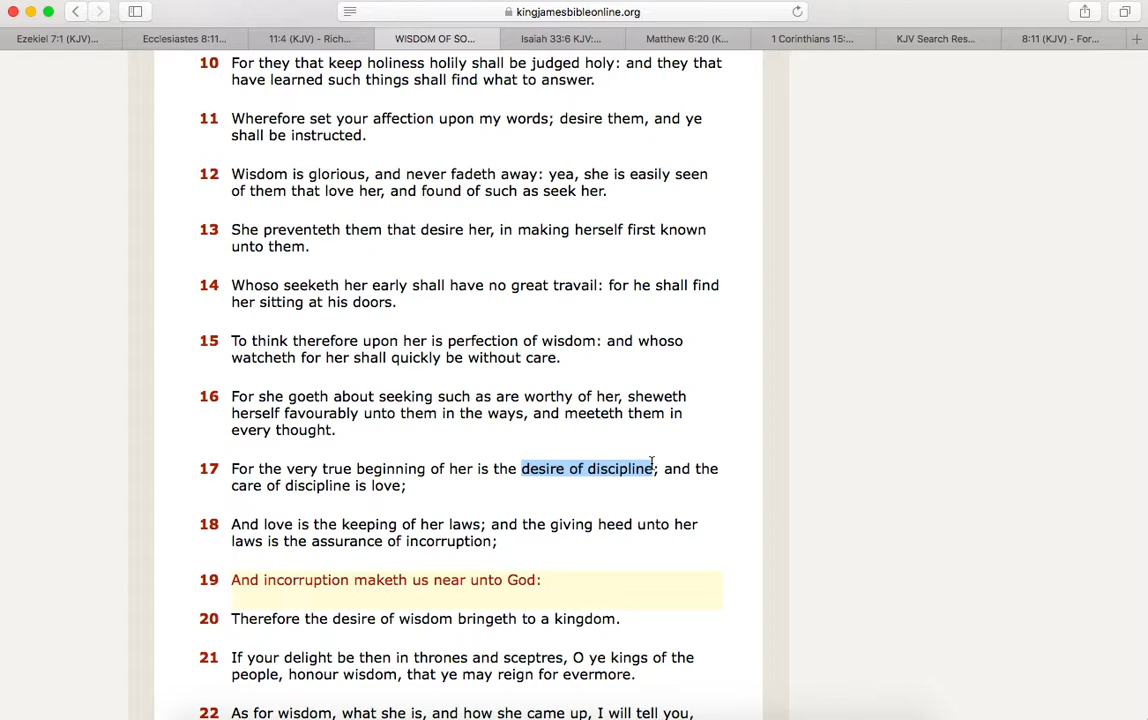 kingjamesbibleonline.org
Ezekiel 7:1 (KJV)...
Ecclesiastes 8:11...
11:4 (KJV) - Rich...
WISDOM OF SO...
Isaiah 33:6 KJV:...
Matthew 6:20 (K...
1 Corinthians 15:...
KJV Search Res...
8:11 (KJV) - For...
10 For they that keep holiness holily shall be judged holy: and they that
have learned such things shall find what to answer.
11 Wherefore set your affection upon my words; desire them, and ye
shall be instructed.
12 Wisdom is glorious, and never fadeth away: yea, she is easily seen
of them that love her, and found of such as seek her.
13 She preventeth them that desire her, in making herself first known
unto them.
14 Whoso seeketh her early shall have no great travail: for he shall find
her sitting at his doors.
15 To think therefore upon her is perfection of wisdom: and whoso
watcheth for her shall quickly be without care.
16 For she goeth about seeking such as are worthy of her, sheweth
herself favourably unto them in the ways, and meeteth them in
every thought.
17 For the very true beginning of her is the desire of discipline; and the
care of discipline is love;
18 And love is the keeping of her laws; and the giving heed unto her
laws is the assurance of incorruption;
19 And incorruption maketh us near unto God:
20 Therefore the desire of wisdom bringeth to a kingdom.
21 If your delight be then in thrones and sceptres, O ye kings of the
people, honour wisdom, that ye may reign for evermore.
22 As for wisdom, what she is, and how she came up, I will tell you,